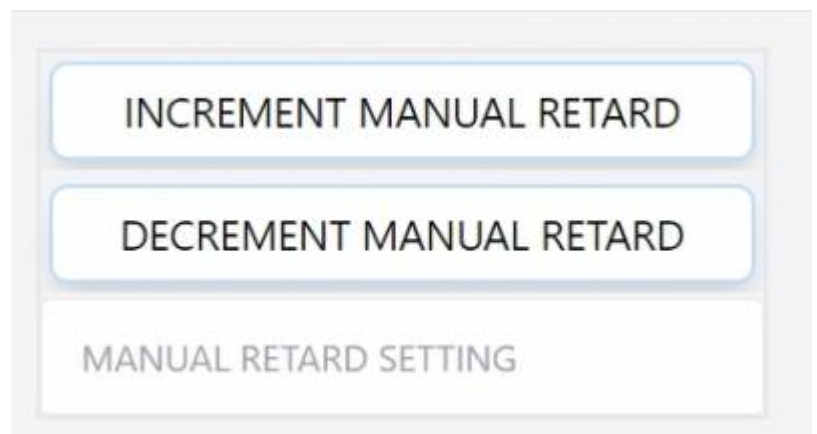 INCREMENT MANUAL RETARD
DECREMENT MANUAL RETARD
MANUAL RETARD SETTING